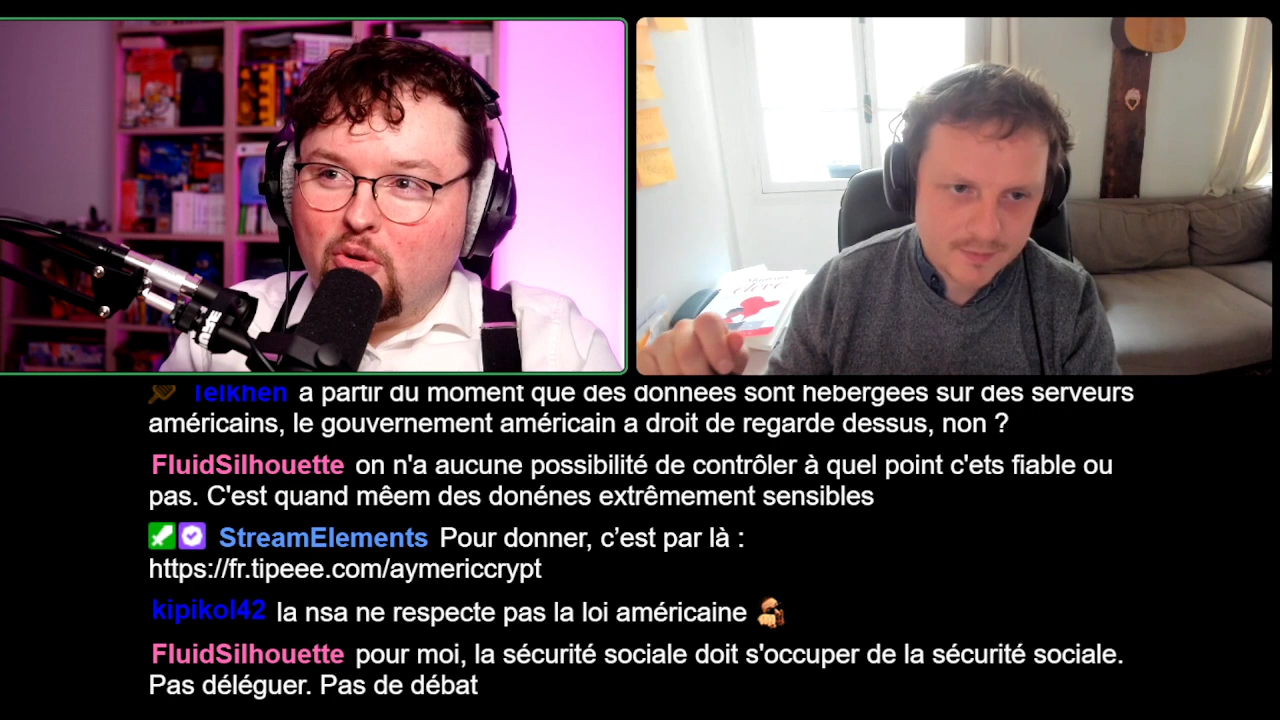 élève
Telkhen a partir du moment que des données sont hébergées sur des serveurs
américains, le gouvernement américain a droit de regarde dessus, non ?
FluidSilhouette on n'a aucune possibilité de contrôler à quel point c'ets fiable ou
pas. C'est quand mêem des donénes extrêmement sensibles
StreamElements Pour donner, c’est par là :
https://fr.tipeee.com/aymericcrypt
kipikol42 la nsa ne respecte pas la loi américaine
FluidSilhouette pour moi, la sécurité sociale doit s'occuper de la sécurité sociale.
Pas déléguer. Pas de débat